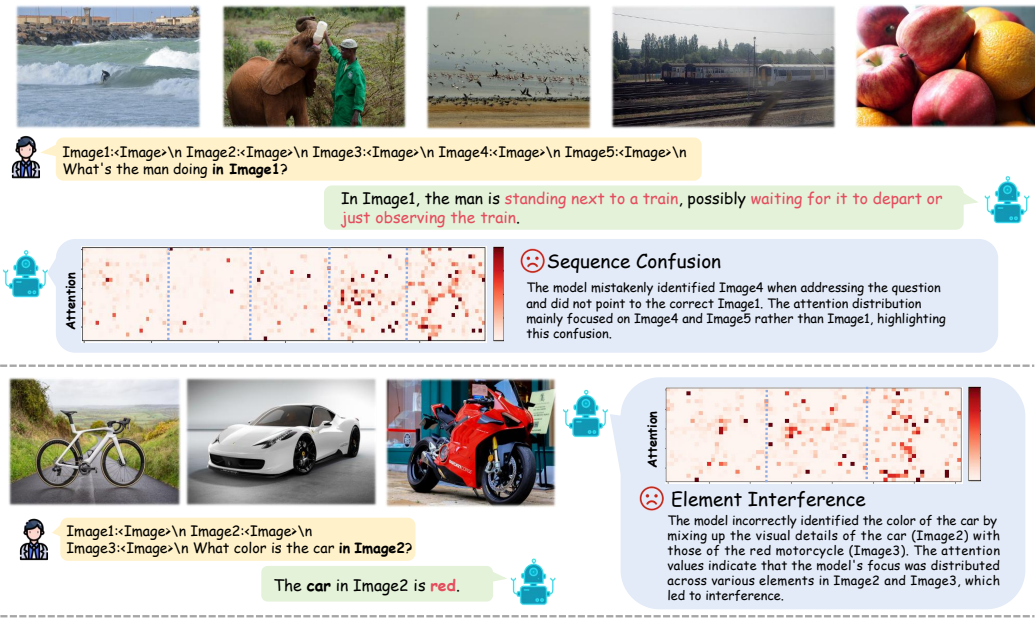 Image1:<Image>\n Image2:<Image>\n Image3:<Image>\n Image4:<Image>\n Image5:<Image>\n
What's the man doing in Image1?
In Image1, the man is standing next to a train, possibly waiting for it to depart or
just observing the train.
Attention
Sequence Confusion
The model mistakenly identified Image4 when addressing the question
and did not point to the correct Image1. The attention distribution
mainly focused on Image4 and Image5 rather than Image1, highlighting
this confusion.
Image1:<Image>\n Image2:<Image>\n
Image3:<Image>\n What color is the car in Image2?
The car in Image2 is red.
Attention
Element Interference
The model incorrectly identified the color of the car by
mixing up the visual details of the car (Image2) with
those of the red motorcycle (Image3). The attention
values indicate that the model's focus was distributed
across various elements in Image2 and Image3, which
led to interference.